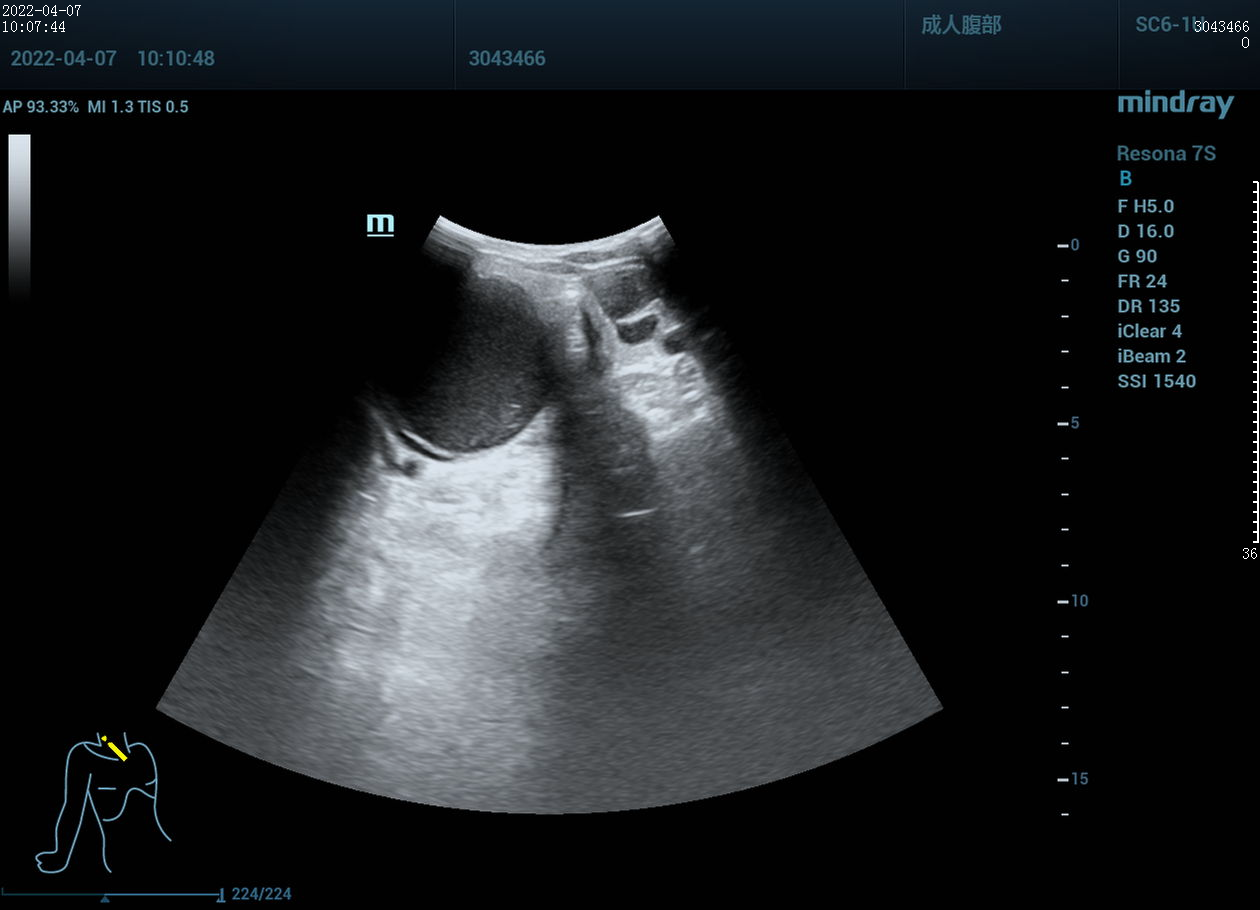 2022-04-07
10:07:44
3043466
0
2022-04-07 10:10:48
3043466
成人腹部
AP 93.33% MI 1.3 TIS 0.5
mindray
Resona 7S
B
F H5.0
D 16.0
G 90
FR 24
DR 135
iClear 4
iBeam 2
SSI 1540
m
0
5
10
15
36
224/224